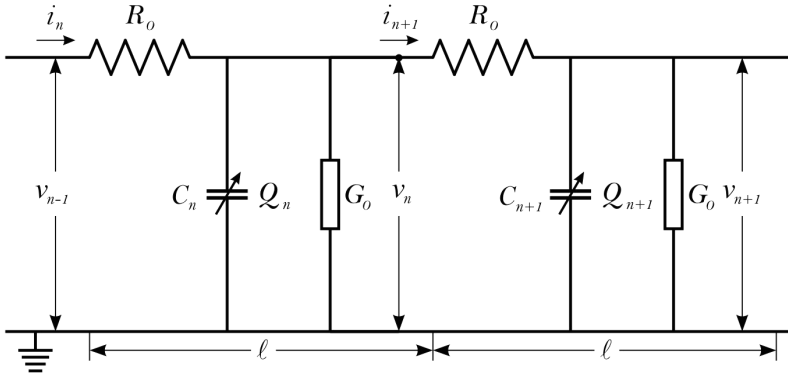 i_n R_o i_{n+1} R_o
v_{n-1} C_n Q_n G_o v_n C_{n+1} Q_{n+1} G_o v_{n+1}
ℓ ℓ